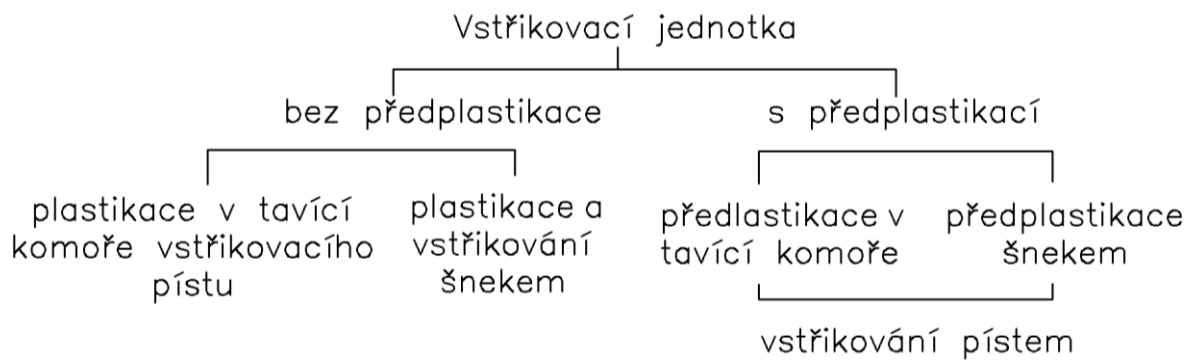 Vstřikovací jednotka
bez předplastikace
s předplastikací
plastikace v tavící
komoře vstřikovacího
pístu
plastikace a
vstřikování
šnekem
předlastikace v
tavící komoře
předplastikace
šnekem
vstřikování pístem